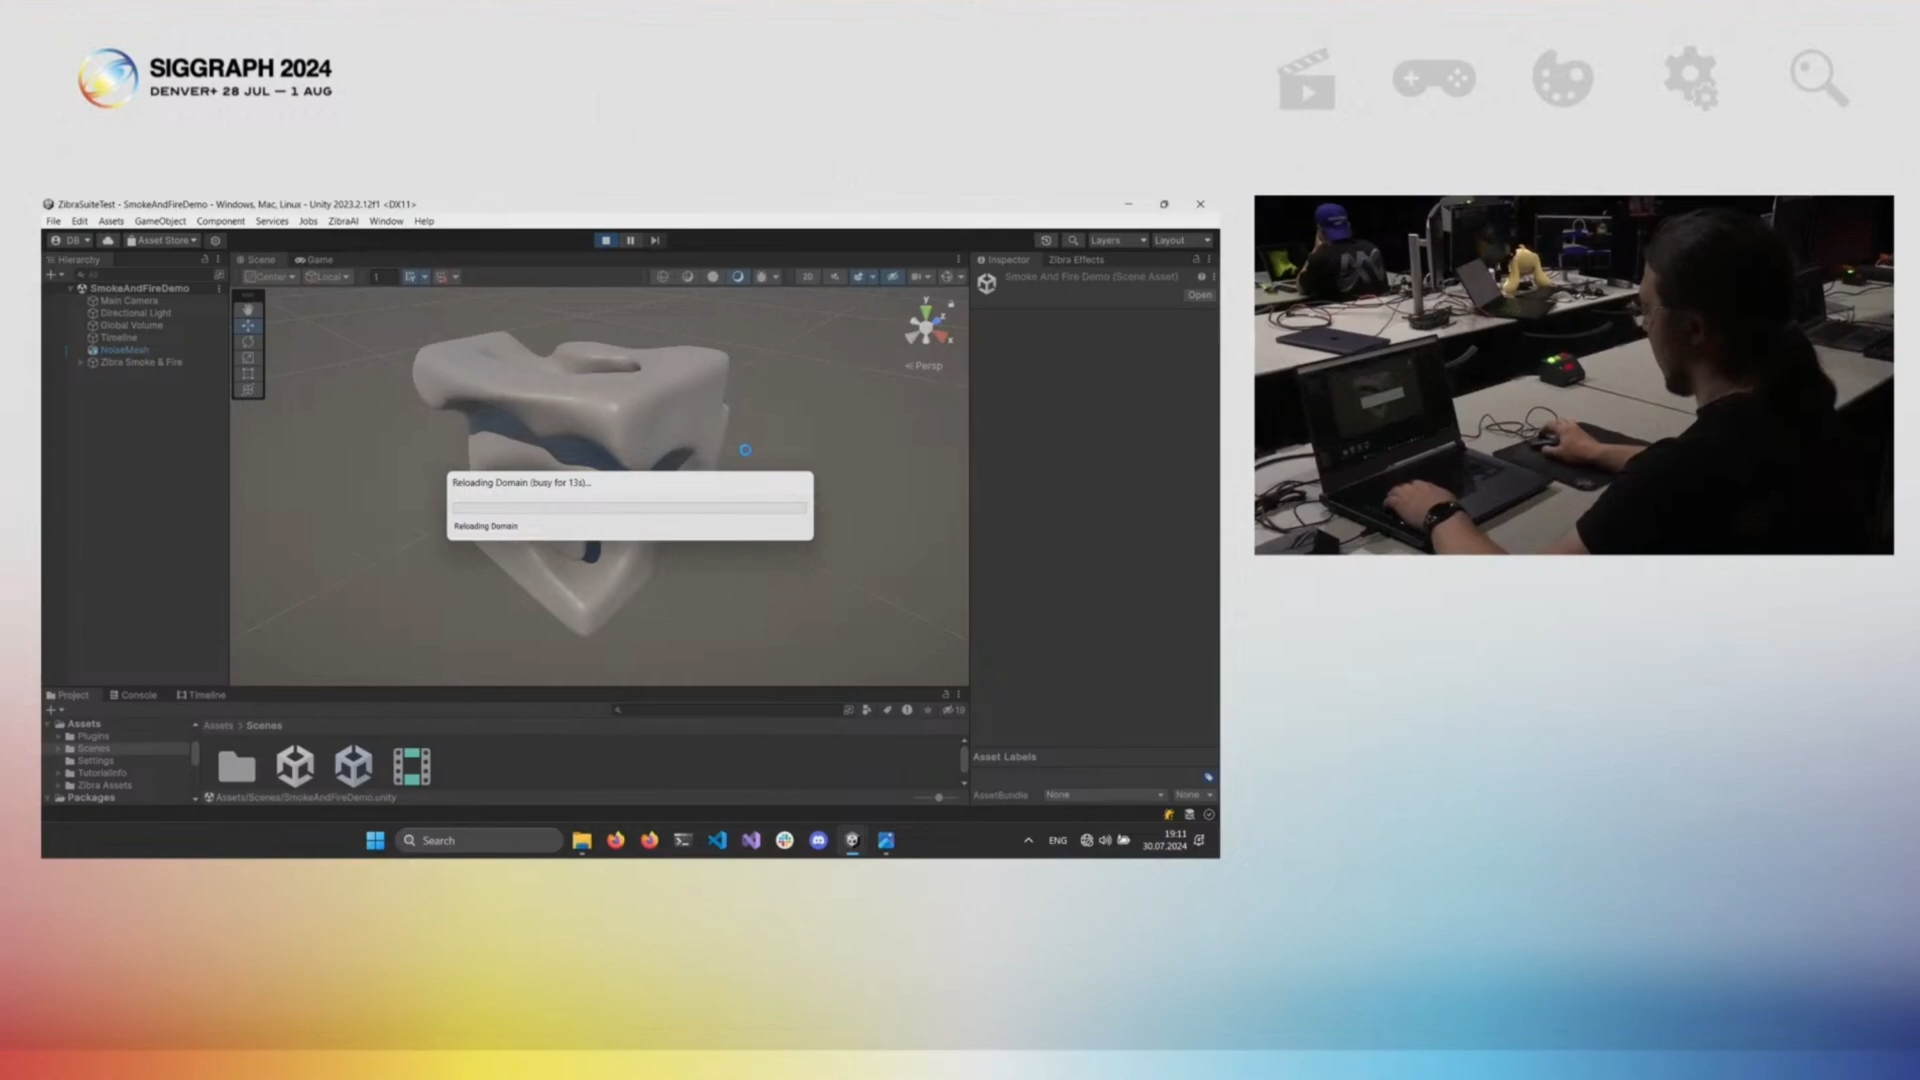 SIGGRAPH 2024
DENVER+ 28 JUL — 1 AUG
ZibraSuiteTest - SmokeAndFireDemo - Windows, Mac, Linux - Unity 2023.2.12f1 <DX11>
File Edit Assets GameObject Component Services Jobs ZibraAI Window Help
DB Asset Store Layers Layout
Hierarchy Scene Game Inspector Zibra Effects
All Center Local 1 2D
Smoke And Fire Demo (Scene Asset)
Open
SmokeAndFireDemo
Main Camera
Directional Light
Global Volume
Timeline
NoiseMesh
Zibra Smoke & Fire
y
z
x
Persp
Reloading Domain (busy for 13s)...
Reloading Domain
Project Console Timeline
19
Assets
Plugins
Scenes
Settings
TutorialInfo
Zibra Assets
Packages
Assets > Scenes
Assets/Scenes/SmokeAndFireDemo.unity
Asset Labels
AssetBundle None None
Search
ENG
19:11
30.07.2024